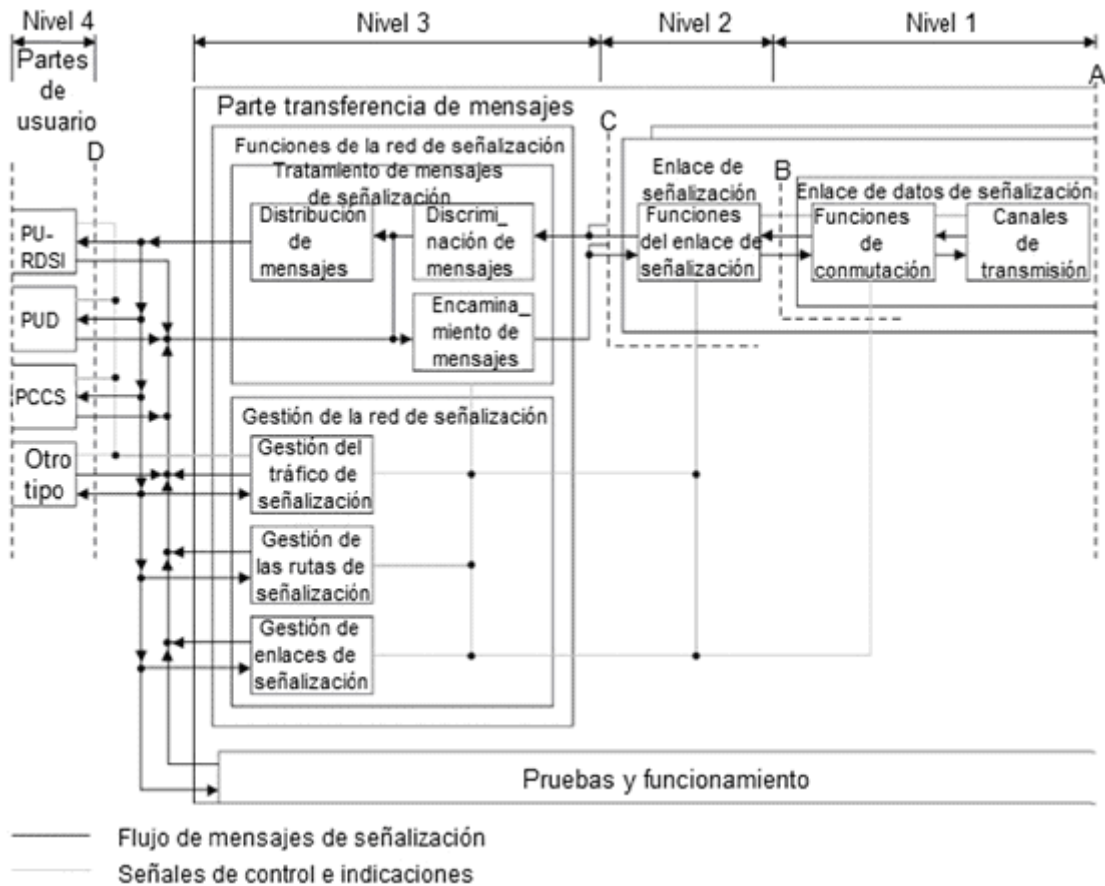 Nivel 4
Nivel 3
Nivel 2
Nivel 1
Partes
de
usuario
A
D
Parte transferencia de mensajes
C
Funciones de la red de señalización
Tratamiento de mensajes
de señalización
Enlace de
señalización
B
Enlace de datos de señalización
PU-
RDSI
Distribución
de
mensajes
Discrimi_
nación de
mensajes
Funciones
del enlace de
señalización
Funciones
de
conmutación
Canales
de
transmisión
PUD
Encamina_
miento de
mensajes
PCCS
Gestión de la red de señalización
Otro
tipo
Gestión del
tráfico de
señalización
Gestión de
las rutas de
señalización
Gestión de
enlaces de
señalización
Pruebas y funcionamiento
Flujo de mensajes de señalización
Señales de control e indicaciones